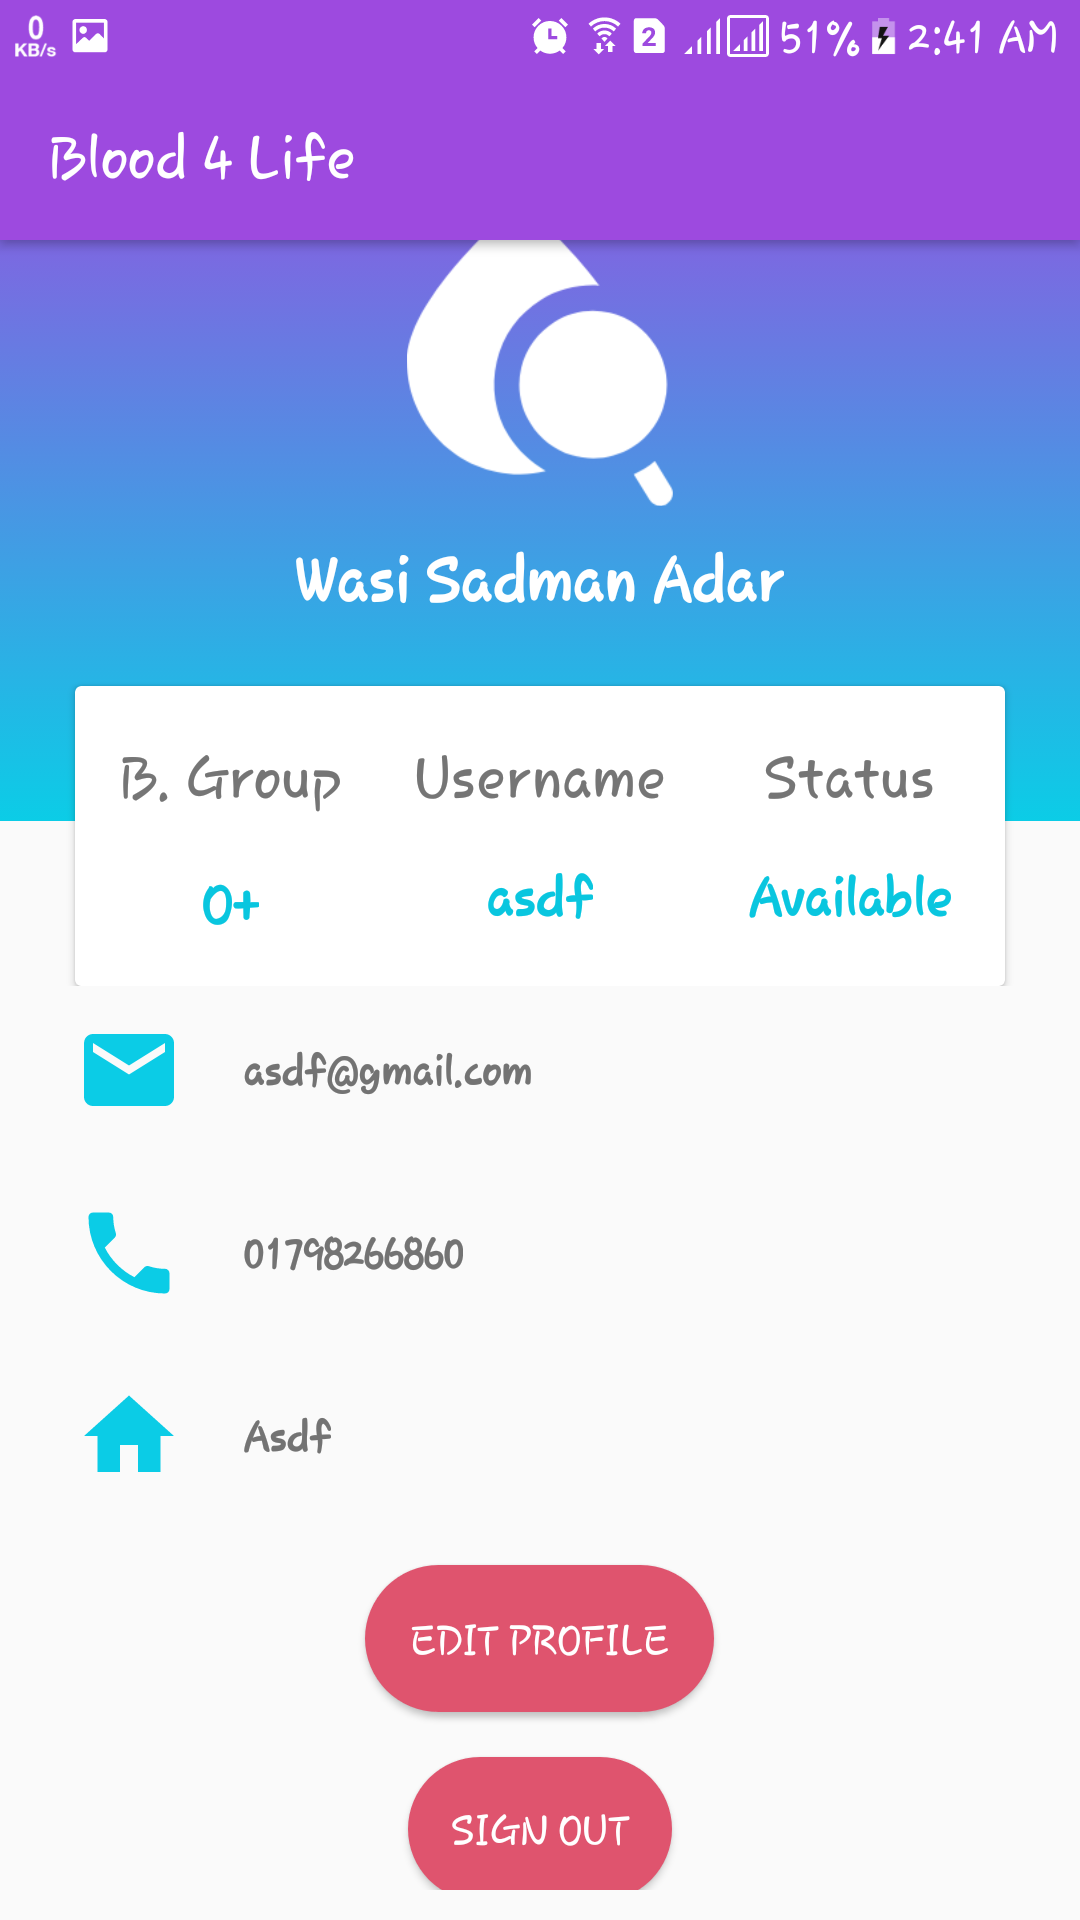 0
KB/s
2
51% 2:41 AM
Blood 4 Life
Wasi Sadman Adar
B. Group Username Status
O+ asdf Available
asdf@gmail.com
01798266860
Asdf
EDIT PROFILE
SIGN OUT